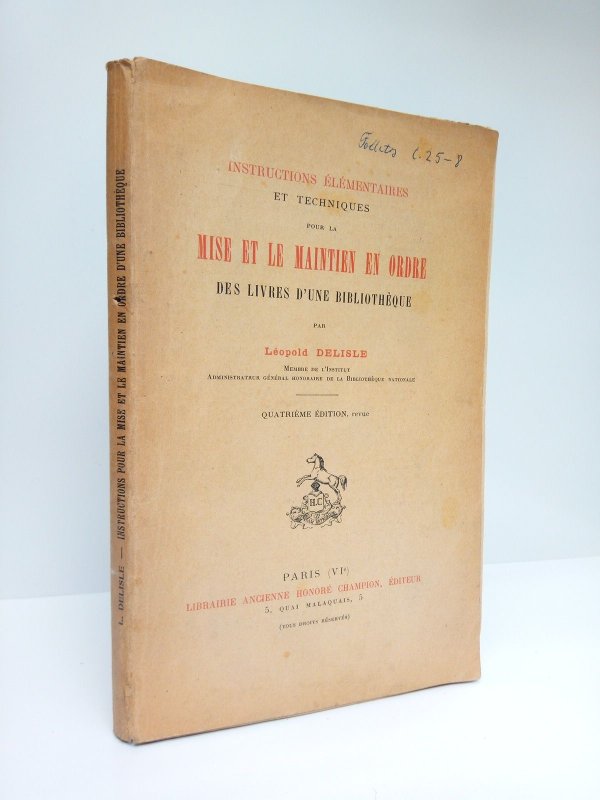 c. 25-8
INSTRUCTIONS ÉLÉMENTAIRES
ET TECHNIQUES
POUR LA
MISE ET LE MAINTIEN EN ORDRE
DES LIVRES D'UNE BIBLIOTHÈQUE
PAR
Léopold DELISLE
MEMBRE DE L'INSTITUT
ADMINISTRATEUR GÉNÉRAL HONORAIRE DE LA BIBLIOTHÈQUE NATIONALE
QUATRIÈME ÉDITION, revue
H.C
PARIS (VIe)
LIBRAIRIE ANCIENNE HONORÉ CHAMPION, ÉDITEUR
5, QUAI MALAQUAIS, 5
(TOUS DROITS RÉSERVÉS)
L. DELISLE — INSTRUCTIONS POUR LA MISE ET LE MAINTIEN EN ORDRE D'UNE BIBLIOTHÈQUE